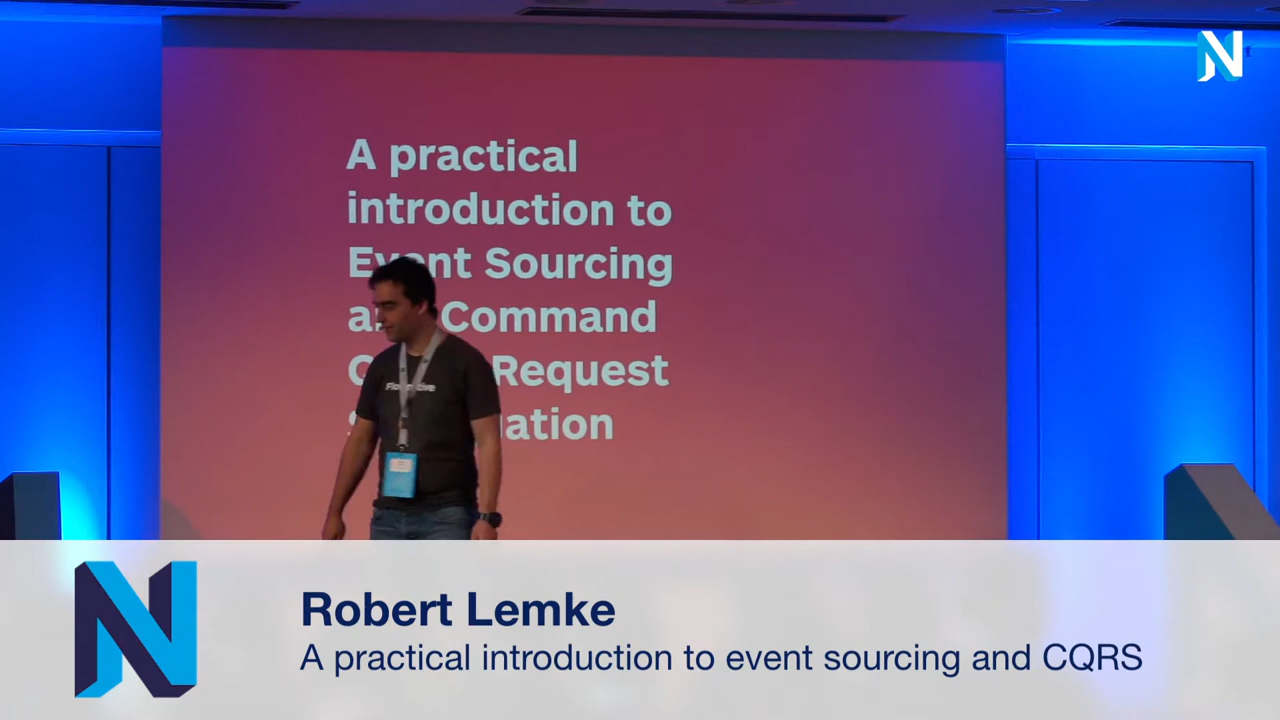 A practical
introduction to
Event Sourcing
Command
Request
ation
Robert Lemke
A practical introduction to event sourcing and CQRS